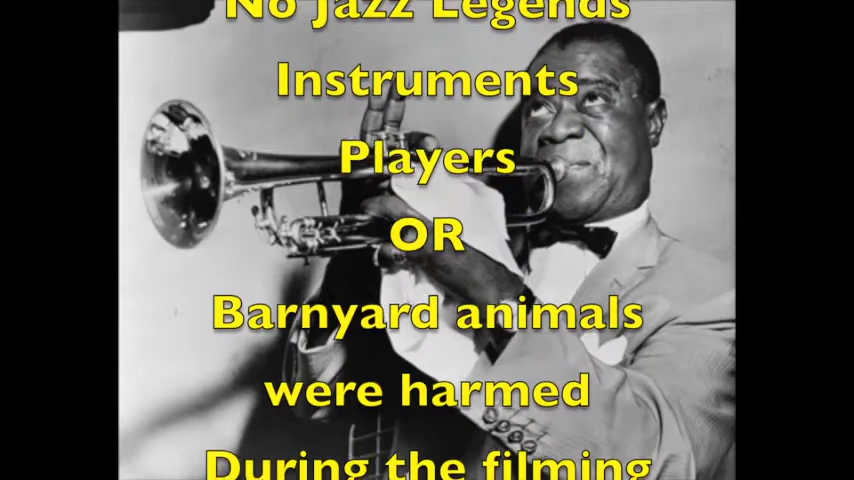 No Jazz Legends
Instruments
Players
OR
Barnyard animals
were harmed
During the filming